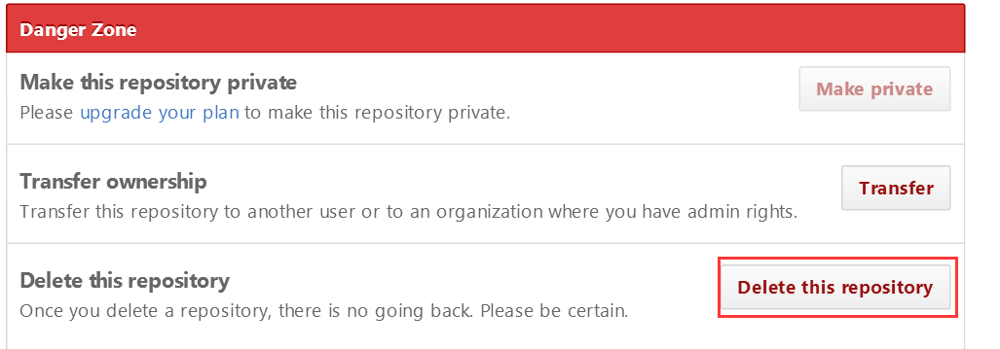 Danger Zone
Make this repository private
Make private
Please upgrade your plan to make this repository private.
Transfer ownership
Transfer
Transfer this repository to another user or to an organization where you have admin rights.
Delete this repository
Delete this repository
Once you delete a repository, there is no going back. Please be certain.